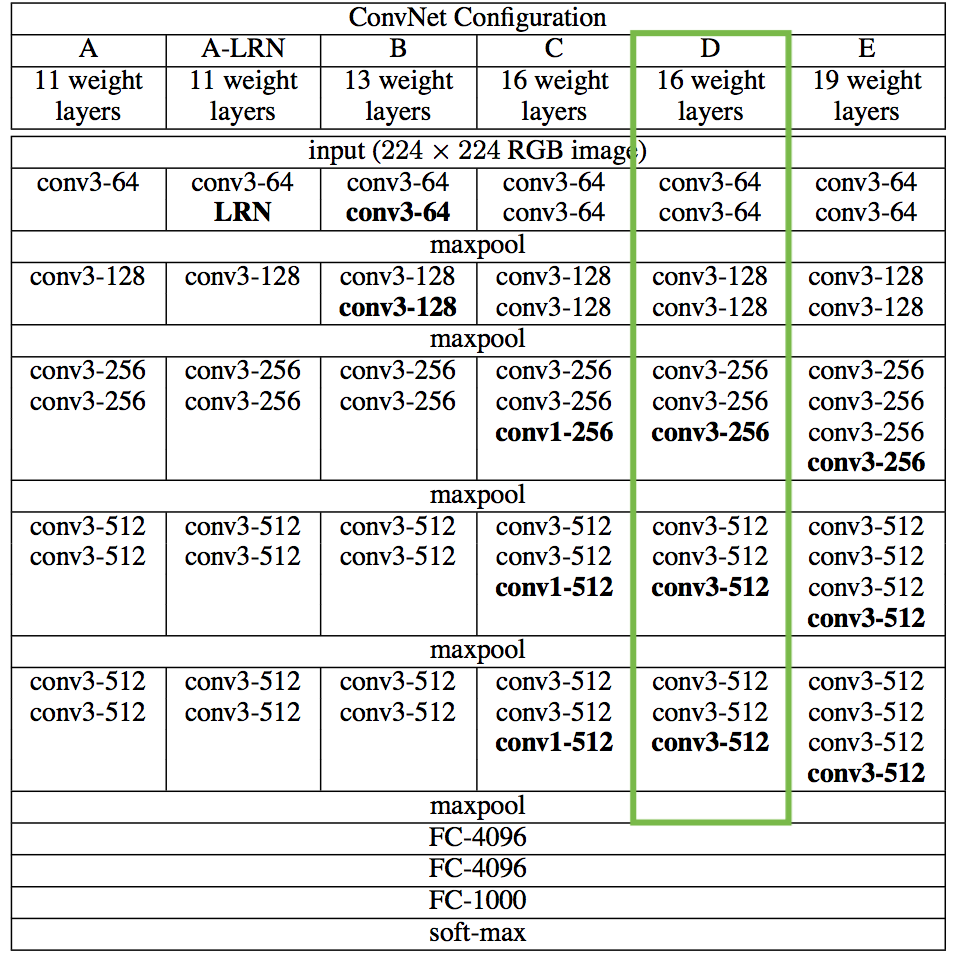 ConvNet Configuration
A A-LRN B C D E
11 weight 11 weight 13 weight 16 weight 16 weight 19 weight
layers layers layers layers layers layers
input (224 × 224 RGB image)
conv3-64 conv3-64 conv3-64 conv3-64 conv3-64 conv3-64
LRN conv3-64 conv3-64 conv3-64 conv3-64
maxpool
conv3-128 conv3-128 conv3-128 conv3-128 conv3-128 conv3-128
conv3-128 conv3-128 conv3-128 conv3-128
maxpool
conv3-256 conv3-256 conv3-256 conv3-256 conv3-256 conv3-256
conv3-256 conv3-256 conv3-256 conv3-256 conv3-256 conv3-256
conv1-256 conv3-256 conv3-256
conv3-256
maxpool
conv3-512 conv3-512 conv3-512 conv3-512 conv3-512 conv3-512
conv3-512 conv3-512 conv3-512 conv3-512 conv3-512 conv3-512
conv1-512 conv3-512 conv3-512
conv3-512
maxpool
conv3-512 conv3-512 conv3-512 conv3-512 conv3-512 conv3-512
conv3-512 conv3-512 conv3-512 conv3-512 conv3-512 conv3-512
conv1-512 conv3-512 conv3-512
conv3-512
maxpool
FC-4096
FC-4096
FC-1000
soft-max